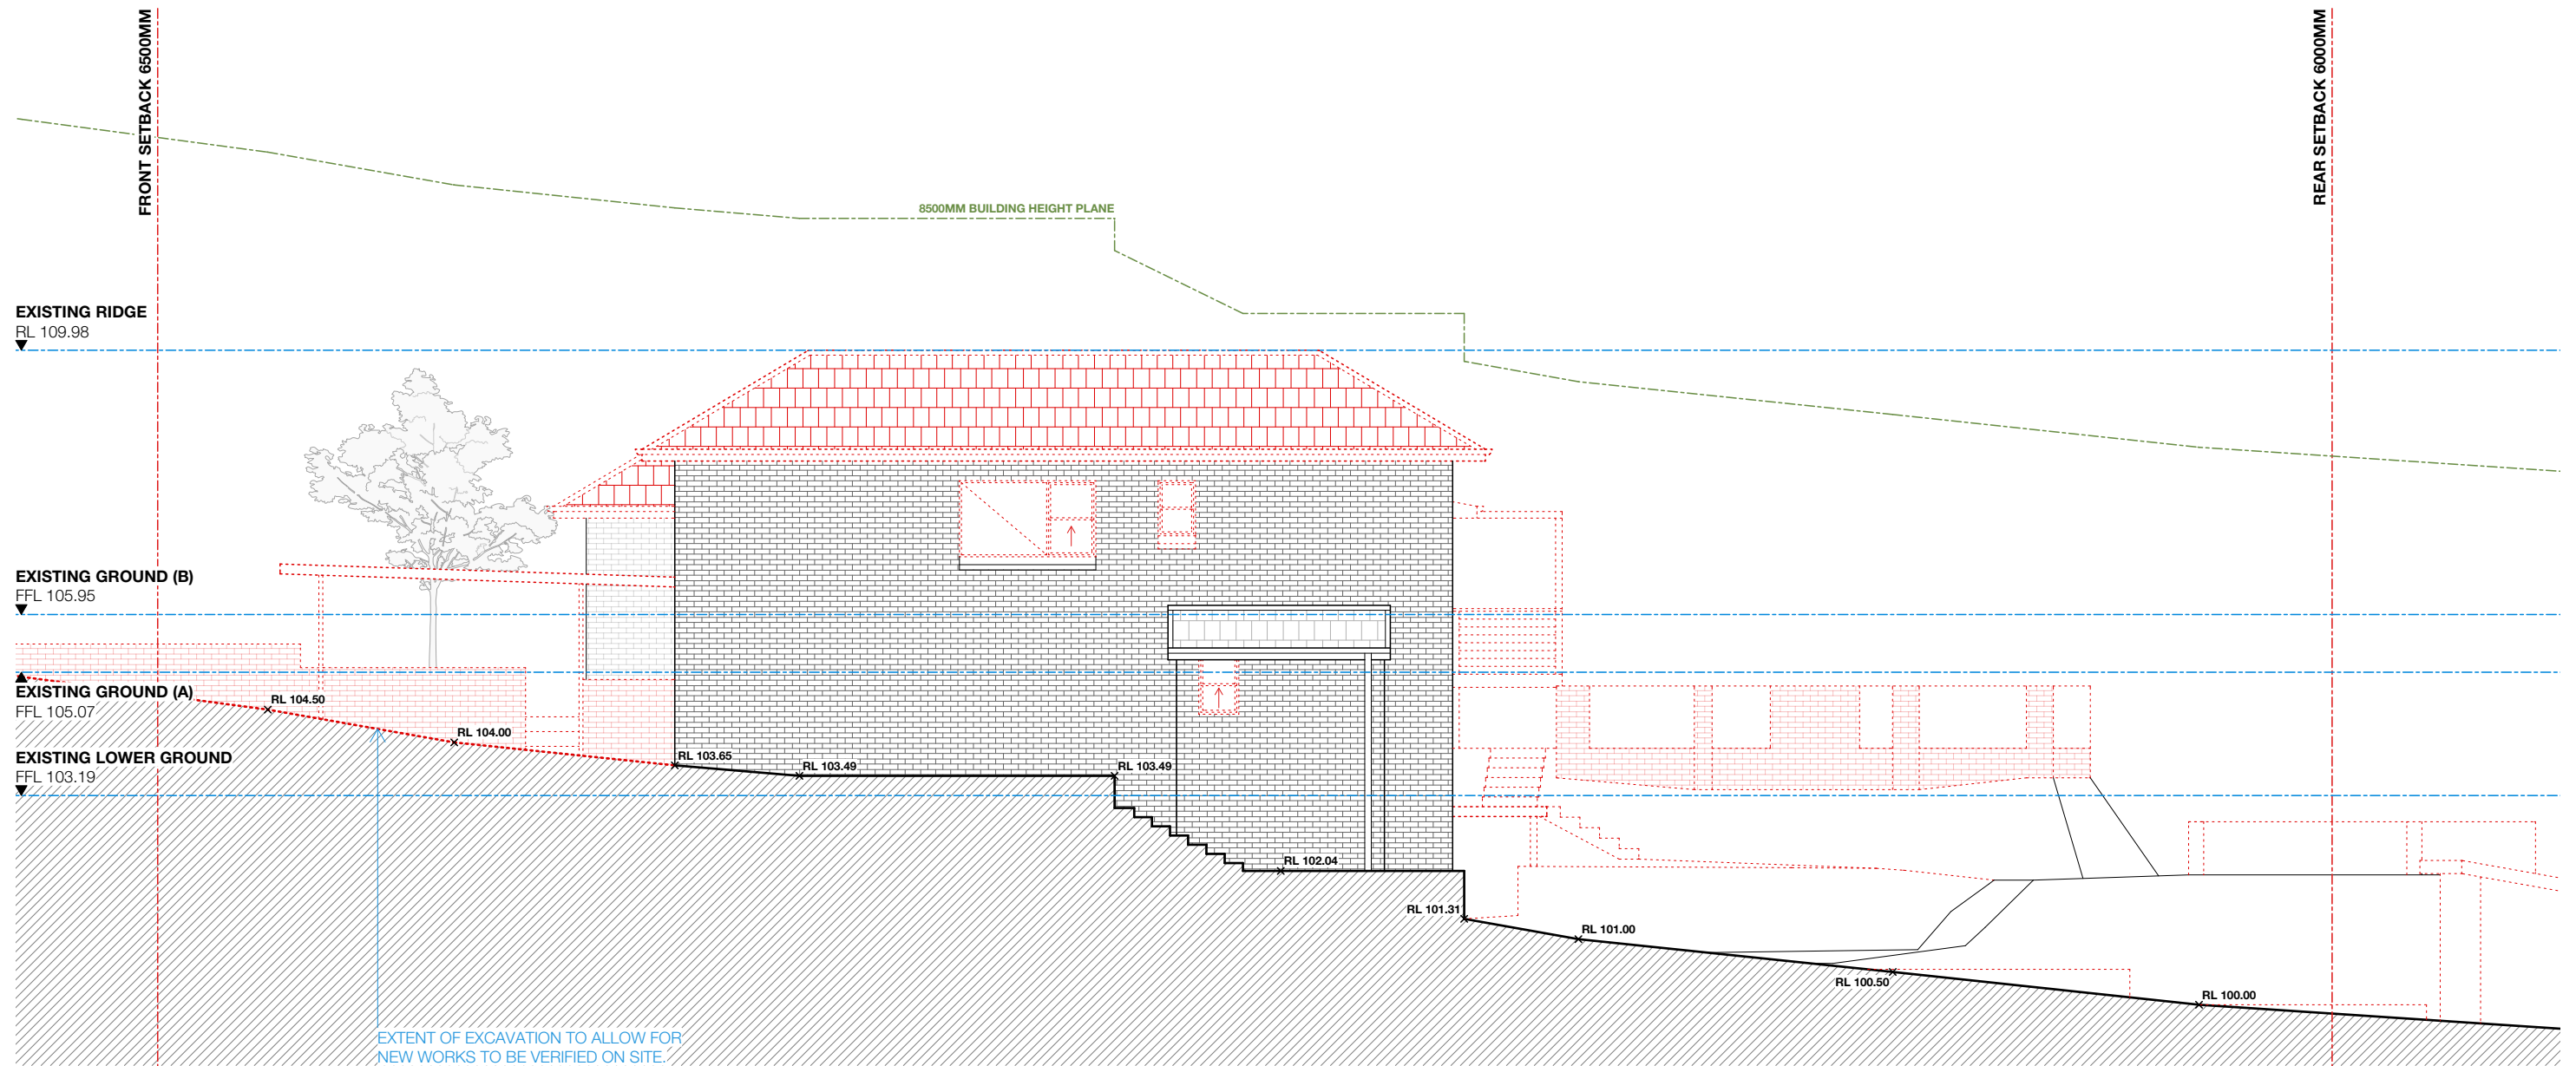 FRONT SETBACK 6500MM
REAR SETBACK 6000MM
8500MM BUILDING HEIGHT PLANE
EXISTING RIDGE
RL 109.98
EXISTING GROUND (B)
FFL 105.95
EXISTING GROUND (A)
FFL 105.07
EXISTING LOWER GROUND
FFL 103.19
RL 104.50
RL 104.00
RL 103.65
RL 103.49
RL 103.49
RL 102.04
RL 101.31
RL 101.00
RL 100.50
RL 100.00
EXTENT OF EXCAVATION TO ALLOW FOR
NEW WORKS TO BE VERIFIED ON SITE.